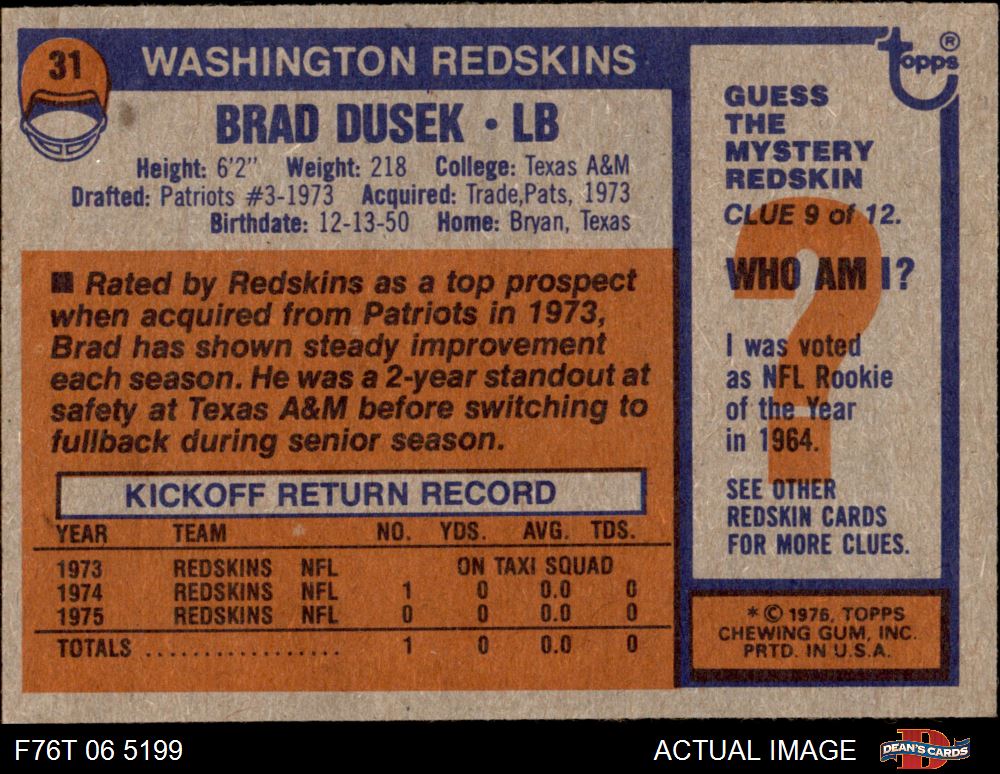 31
WASHINGTON REDSKINS
BRAD DUSEK • LB
Height: 6'2" Weight: 218 College: Texas A&M
Drafted: Patriots #3-1973 Acquired: Trade,Pats, 1973
Birthdate: 12-13-50 Home: Bryan, Texas
■ Rated by Redskins as a top prospect
when acquired from Patriots in 1973,
Brad has shown steady improvement
each season. He was a 2-year standout at
safety at Texas A&M before switching to
fullback during senior season.
KICKOFF RETURN RECORD
YEAR TEAM NO. YDS. AVG. TDS.
1973 REDSKINS NFL ON TAXI SQUAD
1974 REDSKINS NFL 1 0 0.0 0
1975 REDSKINS NFL 0 0 0.0 0
TOTALS ................. 1 0 0.0 0
topps ®
GUESS
THE
MYSTERY
REDSKIN
CLUE 9 of 12.
WHO AM I?
?
I was voted
as NFL Rookie
of the Year
in 1964.
SEE OTHER
REDSKIN CARDS
FOR MORE CLUES.
* © 1976, TOPPS
CHEWING GUM, INC.
PRTD. IN U.S.A.
F76T 06 5199
ACTUAL IMAGE
DEAN'S CARDS